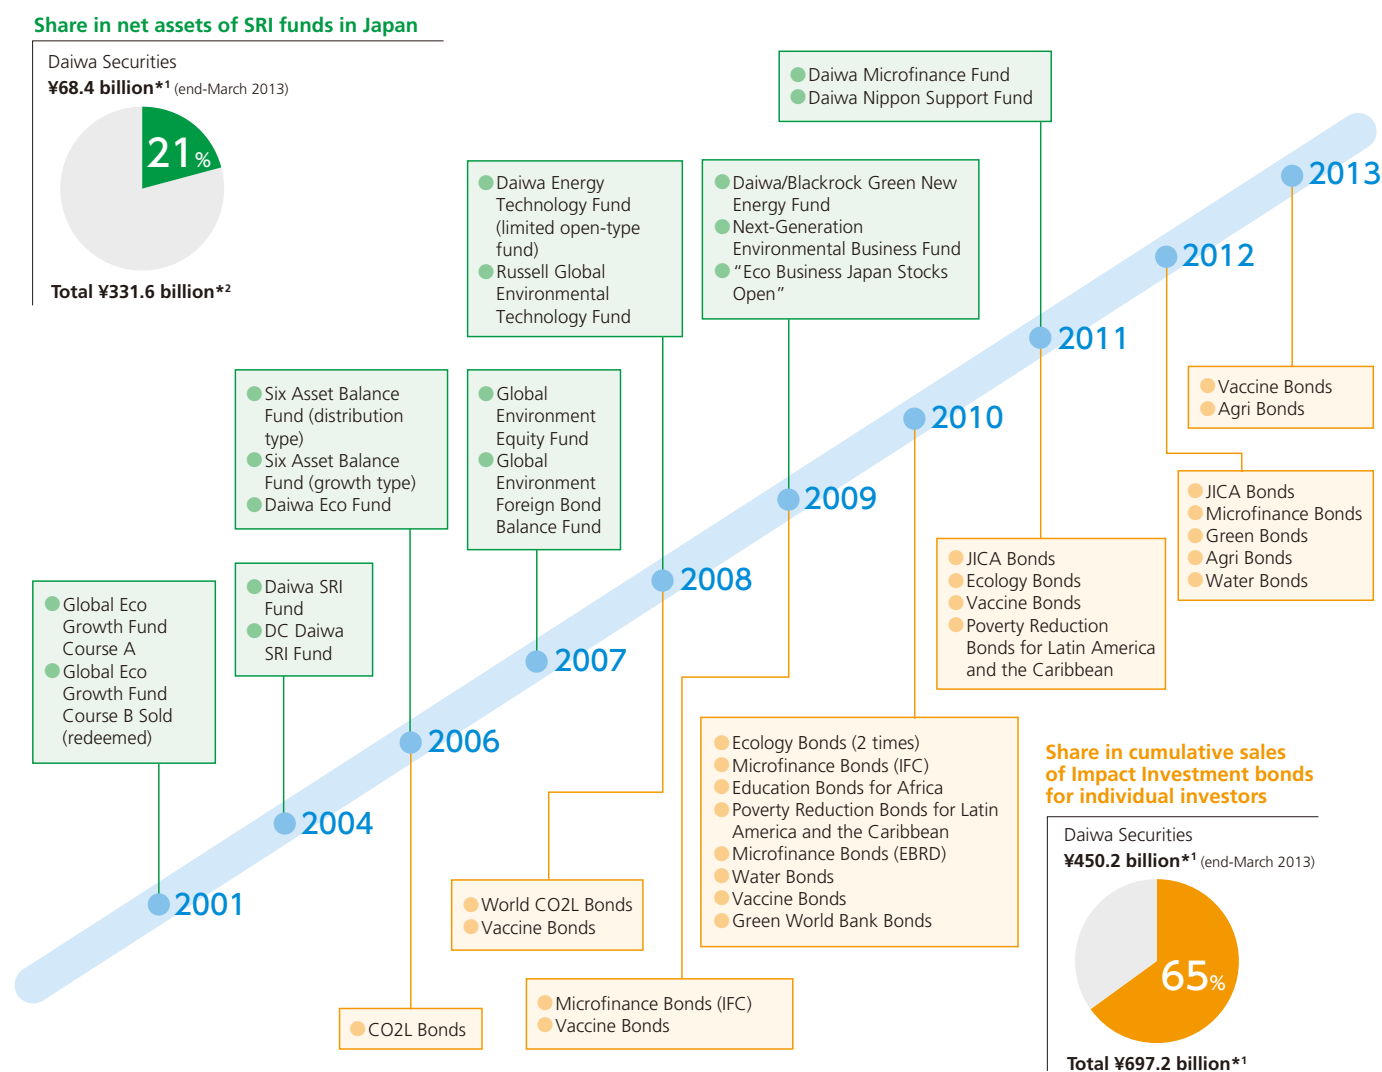 Share in net assets of SRI funds in Japan
Daiwa Securities
¥68.4 billion*1 (end-March 2013)
21%
Total ¥331.6 billion*2
Daiwa Microfinance Fund
Daiwa Nippon Support Fund
Daiwa Energy
Technology Fund
(limited open-type
fund)
Russell Global
Environmental
Technology Fund
Daiwa/Blackrock Green New
Energy Fund
Next-Generation
Environmental Business Fund
“Eco Business Japan Stocks
Open”
2013
2012
2011
2010
2009
2008
2007
2006
2004
2001
Six Asset Balance
Fund (distribution
type)
Six Asset Balance
Fund (growth type)
Daiwa Eco Fund
Global
Environment
Equity Fund
Global
Environment
Foreign Bond
Balance Fund
Global Eco
Growth Fund
Course A
Global Eco
Growth Fund
Course B Sold
(redeemed)
Daiwa SRI
Fund
DC Daiwa
SRI Fund
Vaccine Bonds
Agri Bonds
JICA Bonds
Microfinance Bonds
Green Bonds
Agri Bonds
Water Bonds
JICA Bonds
Ecology Bonds
Vaccine Bonds
Poverty Reduction
Bonds for Latin America
and the Caribbean
Ecology Bonds (2 times)
Microfinance Bonds (IFC)
Education Bonds for Africa
Poverty Reduction Bonds for Latin
America and the Caribbean
Microfinance Bonds (EBRD)
Water Bonds
Vaccine Bonds
Green World Bank Bonds
World CO2L Bonds
Vaccine Bonds
Microfinance Bonds (IFC)
Vaccine Bonds
CO2L Bonds
Share in cumulative sales
of Impact Investment bonds
for individual investors
Daiwa Securities
¥450.2 billion*1 (end-March 2013)
65%
Total ¥697.2 billion*1